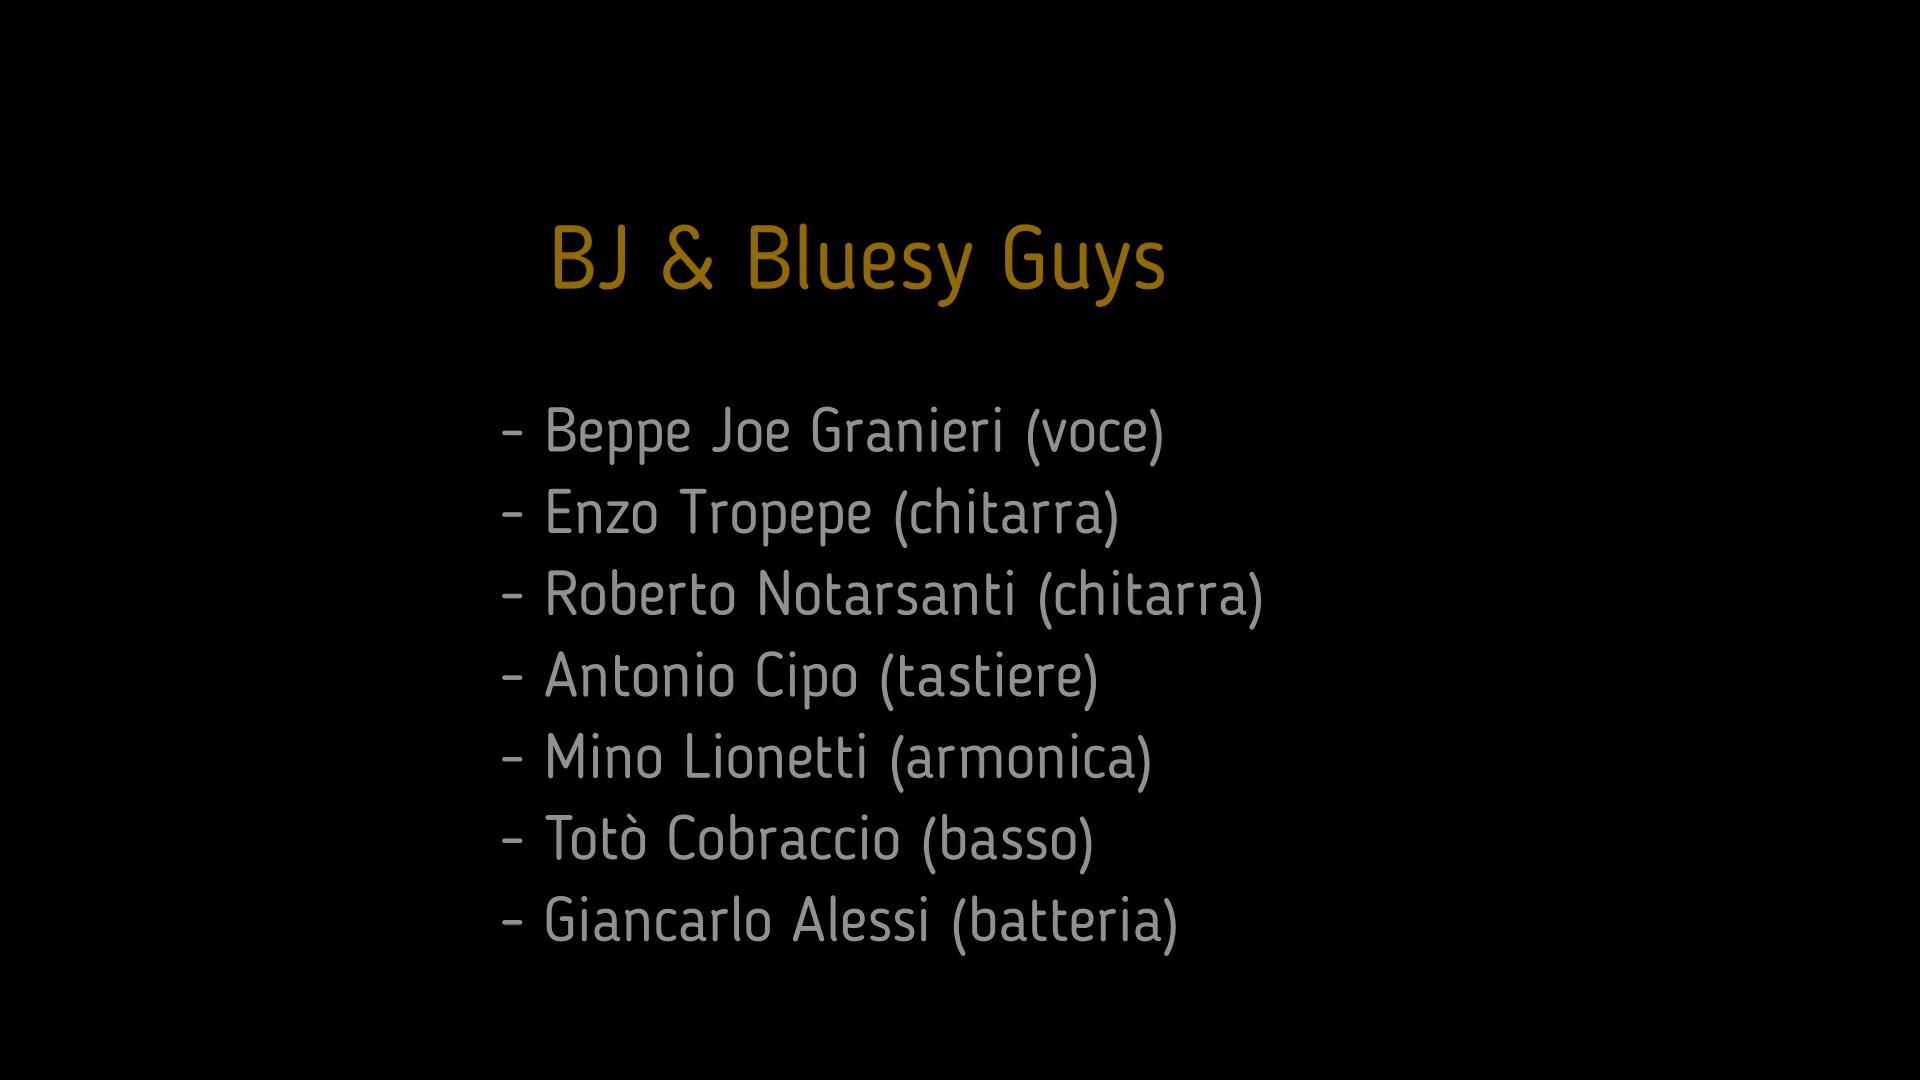 BJ & Bluesy Guys
- Beppe Joe Granieri (voce)
- Enzo Tropepe (chitarra)
- Roberto Notarsanti (chitarra)
- Antonio Cipo (tastiere)
- Mino Lionetti (armonica)
- Totò Cobraccio (basso)
- Giancarlo Alessi (batteria)